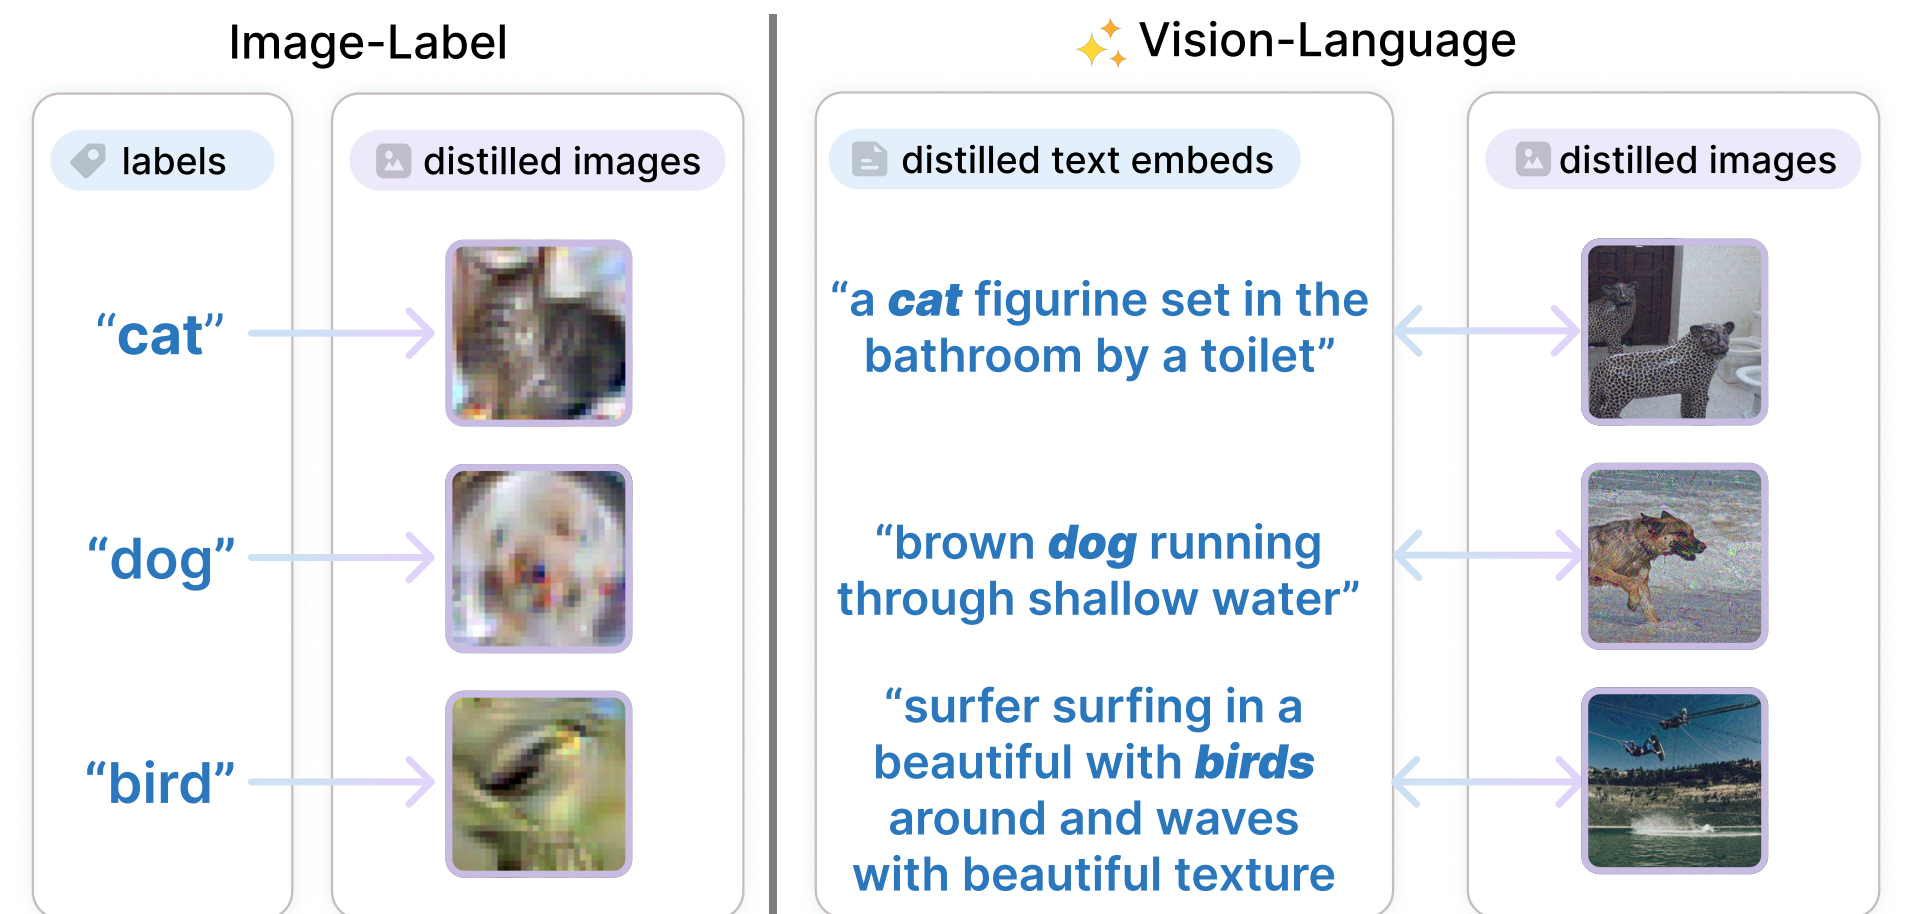 Image-Label
labels
distilled images
“cat”
“dog”
“bird”
Vision-Language
distilled text embeds
distilled images
“a cat figurine set in the
bathroom by a toilet”
“brown dog running
through shallow water”
“surfer surfing in a
beautiful with birds
around and waves
with beautiful texture